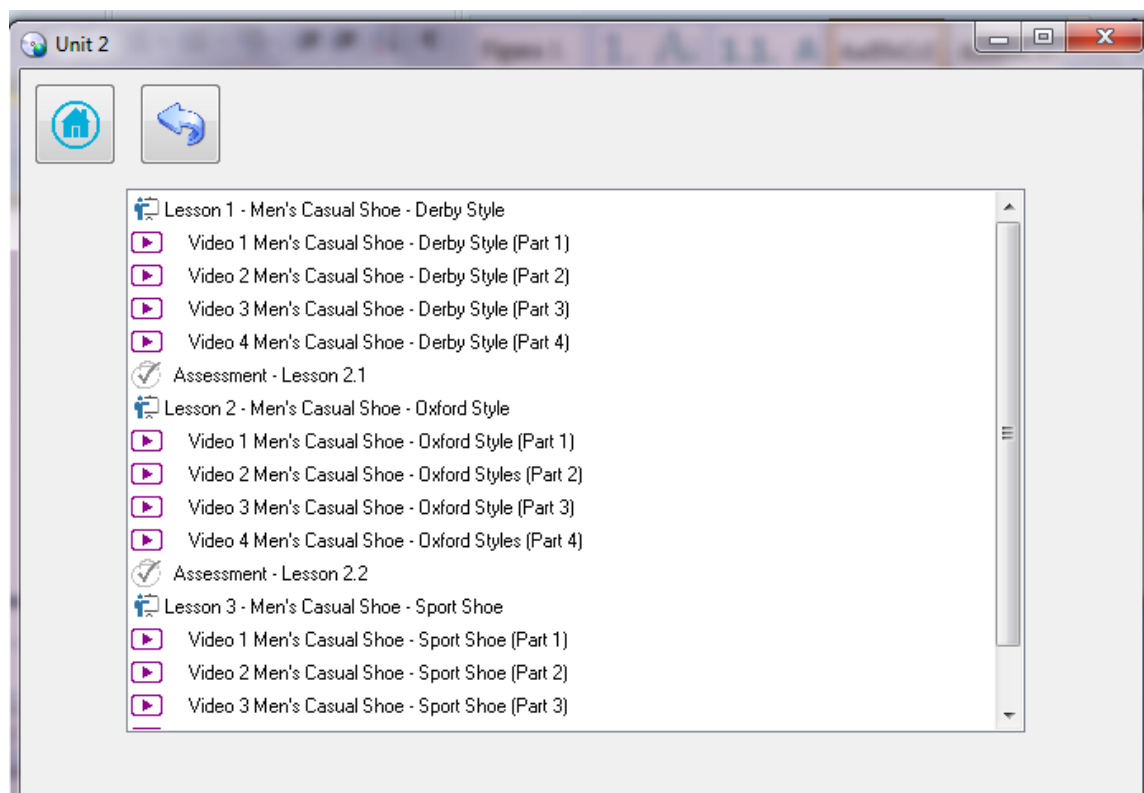 Unit 2
Lesson 1 - Men's Casual Shoe - Derby Style
Video 1 Men's Casual Shoe - Derby Style (Part 1)
Video 2 Men's Casual Shoe - Derby Style (Part 2)
Video 3 Men's Casual Shoe - Derby Style (Part 3)
Video 4 Men's Casual Shoe - Derby Style (Part 4)
Assessment - Lesson 2.1
Lesson 2 - Men's Casual Shoe - Oxford Style
Video 1 Men's Casual Shoe - Oxford Style (Part 1)
Video 2 Men's Casual Shoe - Oxford Styles (Part 2)
Video 3 Men's Casual Shoe - Oxford Style (Part 3)
Video 4 Men's Casual Shoe - Oxford Styles (Part 4)
Assessment - Lesson 2.2
Lesson 3 - Men's Casual Shoe - Sport Shoe
Video 1 Men's Casual Shoe - Sport Shoe (Part 1)
Video 2 Men's Casual Shoe - Sport Shoe (Part 2)
Video 3 Men's Casual Shoe - Sport Shoe (Part 3)